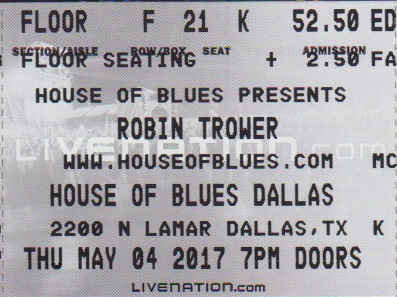 FLOOR F 21 K 52.50 ED
SECTION/AISLE ROW/BOX SEAT ADMISSION
FLOOR SEATING + 2.50 FA
HOUSE OF BLUES PRESENTS
ROBIN TROWER
LIVENATION.com
WWW.HOUSEOFBLUES.COM MC
HOUSE OF BLUES DALLAS
2200 N LAMAR DALLAS,TX K
THU MAY 04 2017 7PM DOORS
LIVENATION.com